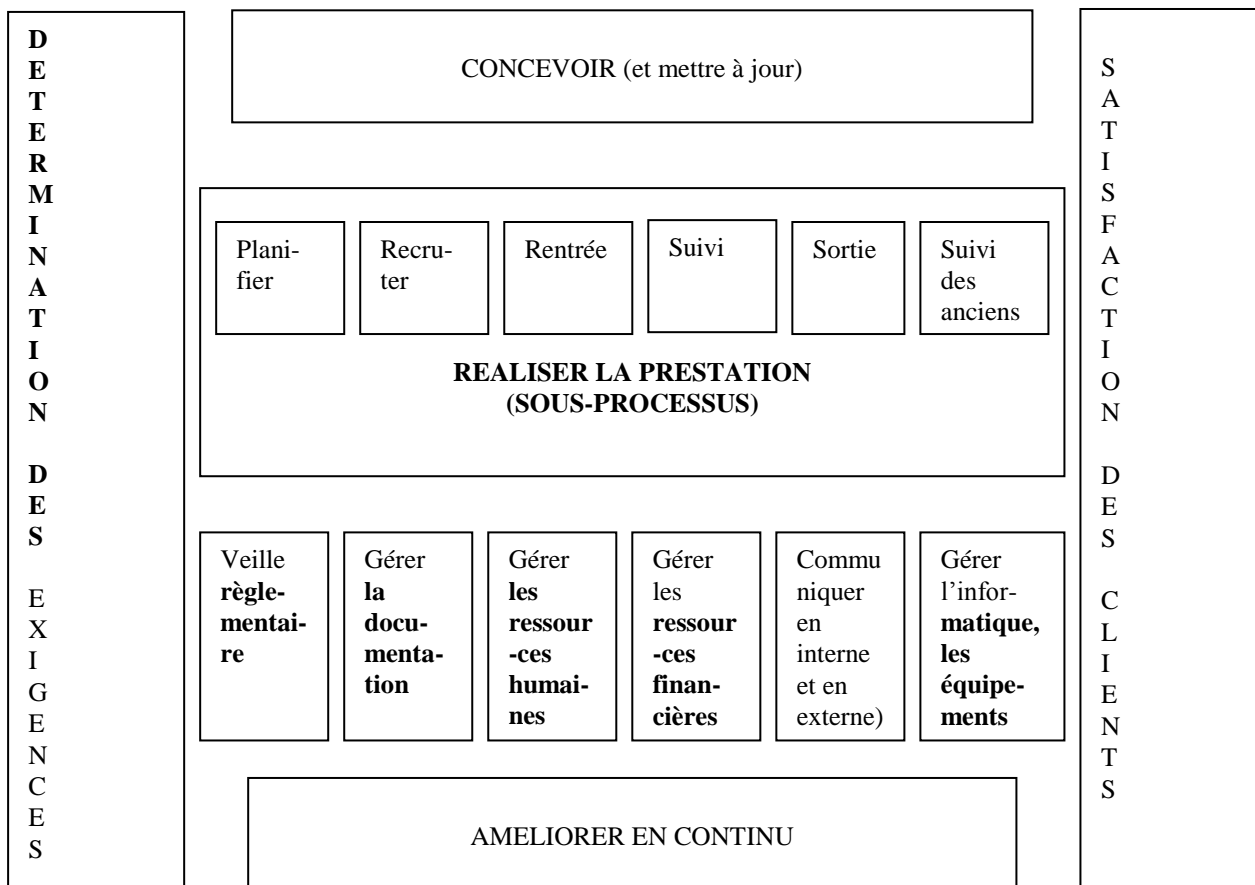 DETERMINATION DES EXIGENCES
CONCEVOIR (et mettre à jour)
Plani-
fier
Recru-
ter
Rentrée
Suivi
Sortie
Suivi
des
anciens
REALISER LA PRESTATION
(SOUS-PROCESSUS)
Veille
règle-
mentai-
re
Gérer
la
docu-
menta-
tion
Gérer
les
ressour
-ces
humai-
nes
Gérer
les
ressour
-ces
finan-
cières
Commu
niquer
en
interne
et en
externe)
Gérer
l’infor-
matique,
les
équipe-
ments
AMELIORER EN CONTINU
SATISFACTION DES CLIENTS